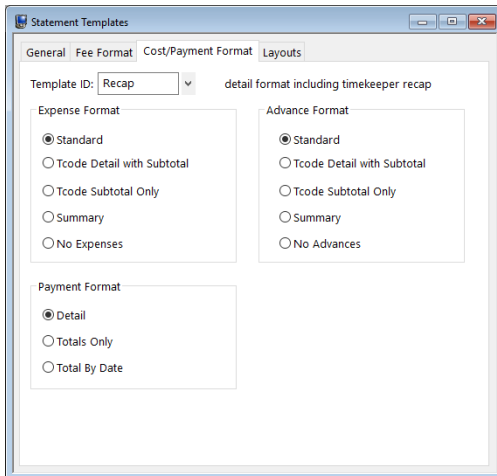 Statement Templates
General Fee Format Cost/Payment Format Layouts
Template ID: Recap detail format including timekeeper recap
Expense Format
Standard
Tcode Detail with Subtotal
Tcode Subtotal Only
Summary
No Expenses
Advance Format
Standard
Tcode Detail with Subtotal
Tcode Subtotal Only
Summary
No Advances
Payment Format
Detail
Totals Only
Total By Date